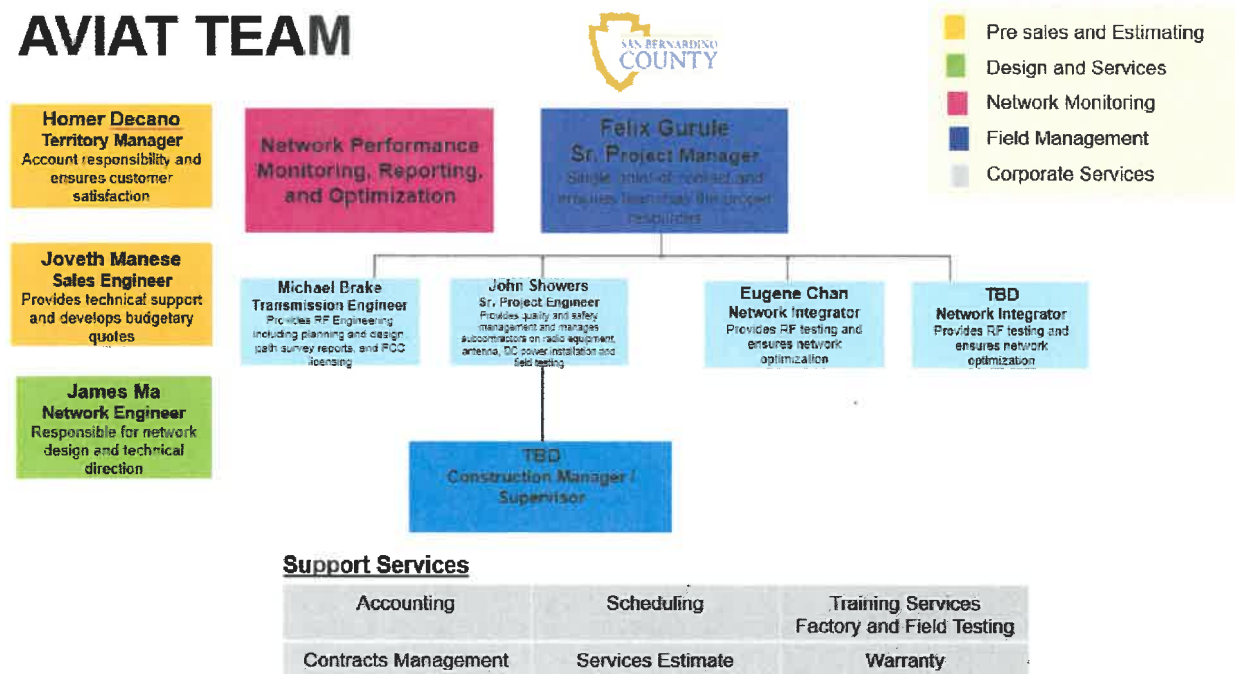 AVIAT TEAM
SAN BERNARDINO
COUNTY
Pre sales and Estimating
Design and Services
Network Monitoring
Field Management
Corporate Services
Homer Decano
Territory Manager
Account responsibility and
ensures customer
satisfaction
Network Performance
Monitoring, Reporting,
and Optimization
Felix Gurule
Sr. Project Manager
Single point of contact and
ensures team has the proper
resources
Joveth Manese
Sales Engineer
Provides technical support
and develops budgetary
quotes
Michael Brake
Transmission Engineer
Provides RF Engineering
including planning and design
path survey reports, and FCC
licensing
John Showers
Sr. Project Engineer
Provides quality and safety
management and manages
subcontractors on radio equipment,
antenna, DC power installation and
field testing
Eugene Chan
Network Integrator
Provides RF testing and
ensures network
optimization
TBD
Network Integrator
Provides RF testing and
ensures network
optimization
James Ma
Network Engineer
Responsible for network
design and technical
direction
TBD
Construction Manager /
Supervisor
Support Services
Accounting
Scheduling
Training Services
Factory and Field Testing
Contracts Management
Services Estimate
Warranty